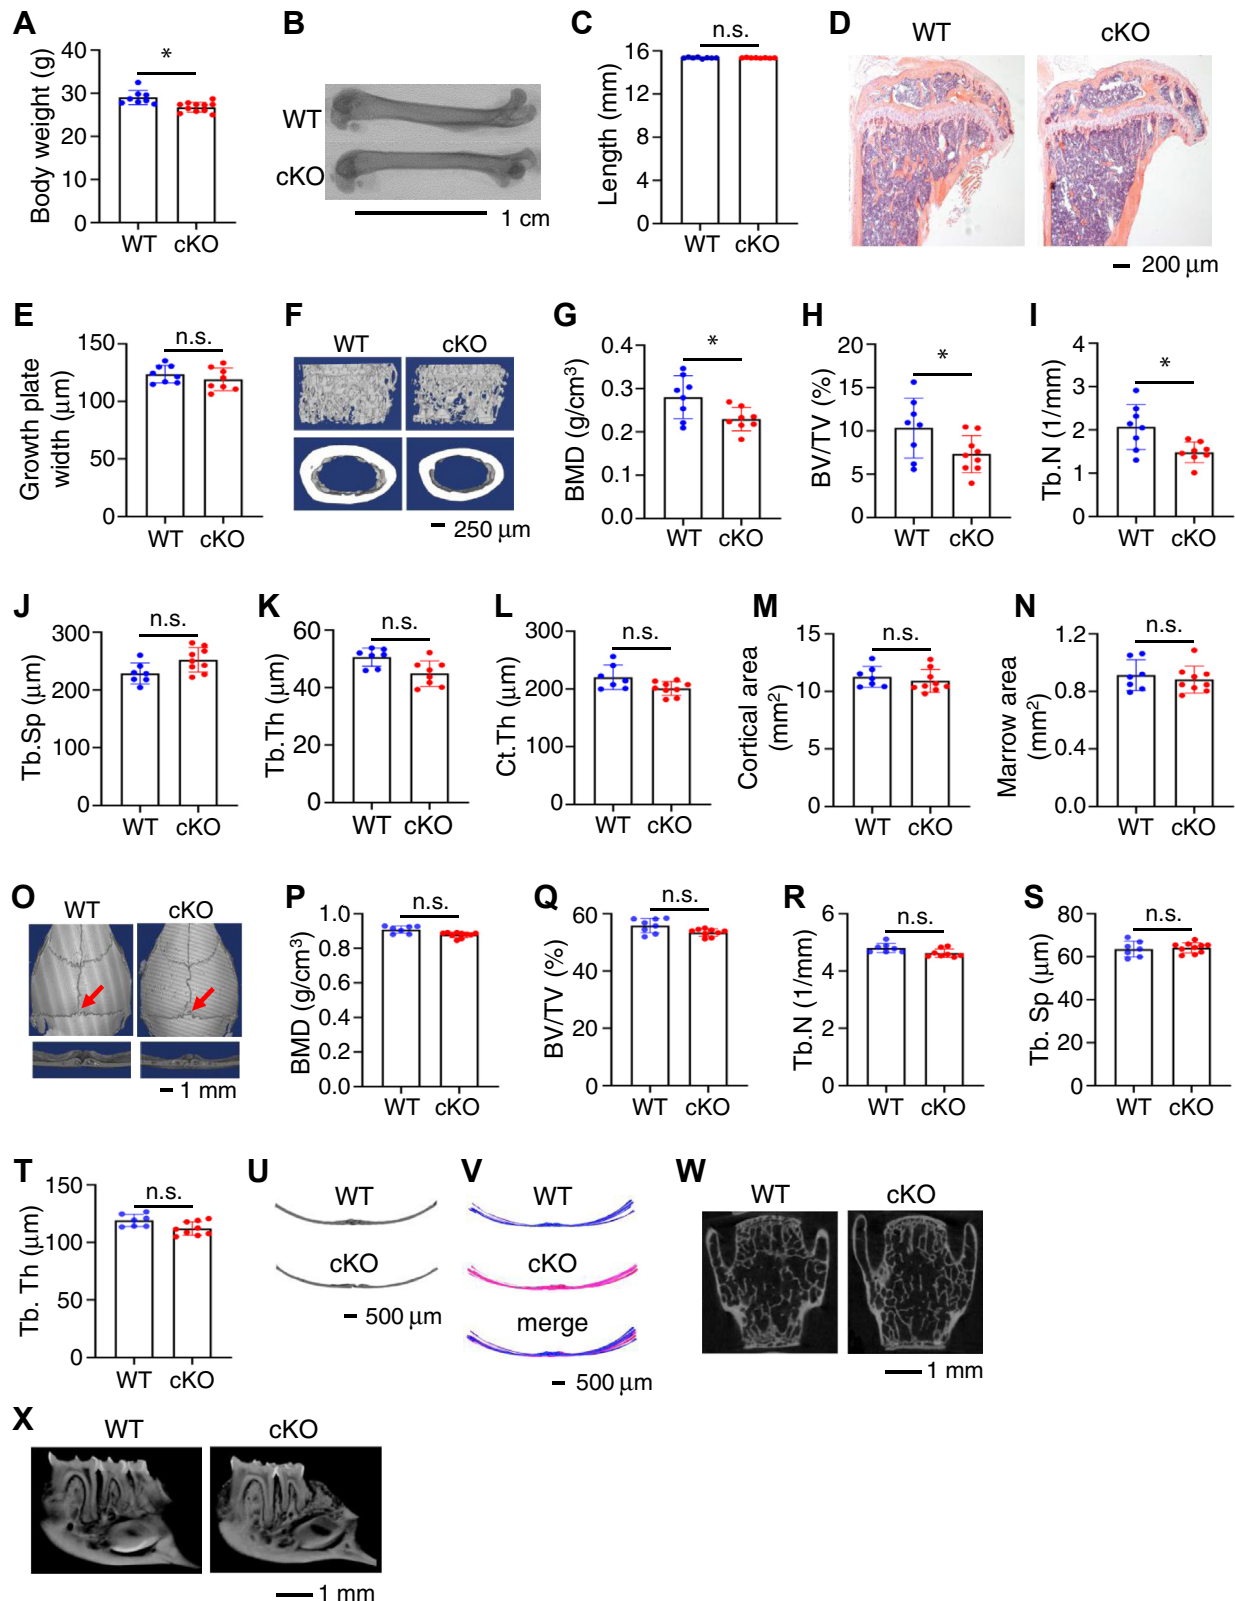 A
Body weight (g)
40
30
20
10
0
*
WT cKO
B
WT
cKO
1 cm
C
Length (mm)
16
12
8
4
0
n.s.
WT cKO
D
WT cKO
200 μm
E
Growth plate
width (μm)
150
100
50
0
n.s.
WT cKO
F
WT cKO
250 μm
G
BMD (g/cm³)
0.4
0.3
0.2
0.1
0.0
*
WT cKO
H
BV/TV (%)
20
15
10
5
0
*
WT cKO
I
Tb.N (1/mm)
4
3
2
1
0
*
WT cKO
J
Tb.Sp (μm)
300
200
100
0
n.s.
WT cKO
K
Tb.Th (μm)
60
40
20
0
n.s.
WT cKO
L
Ct.Th (μm)
300
200
100
0
n.s.
WT cKO
M
Cortical area
(mm²)
15
10
5
0
n.s.
WT cKO
N
Marrow area
(mm²)
1.2
0.8
0.4
0.0
n.s.
WT cKO
O
WT cKO
1 mm
P
BMD (g/cm³)
1.0
0.8
0.6
0.4
0.2
0.0
n.s.
WT cKO
Q
BV/TV (%)
60
40
20
0
n.s.
WT cKO
R
Tb.N (1/mm)
6
4
2
0
n.s.
WT cKO
S
Tb. Sp (μm)
80
60
40
20
0
n.s.
WT cKO
T
Tb. Th (μm)
150
100
50
0
n.s.
WT cKO
U
WT
cKO
500 μm
V
WT
cKO
merge
500 μm
W
WT cKO
1 mm
X
WT cKO
1 mm